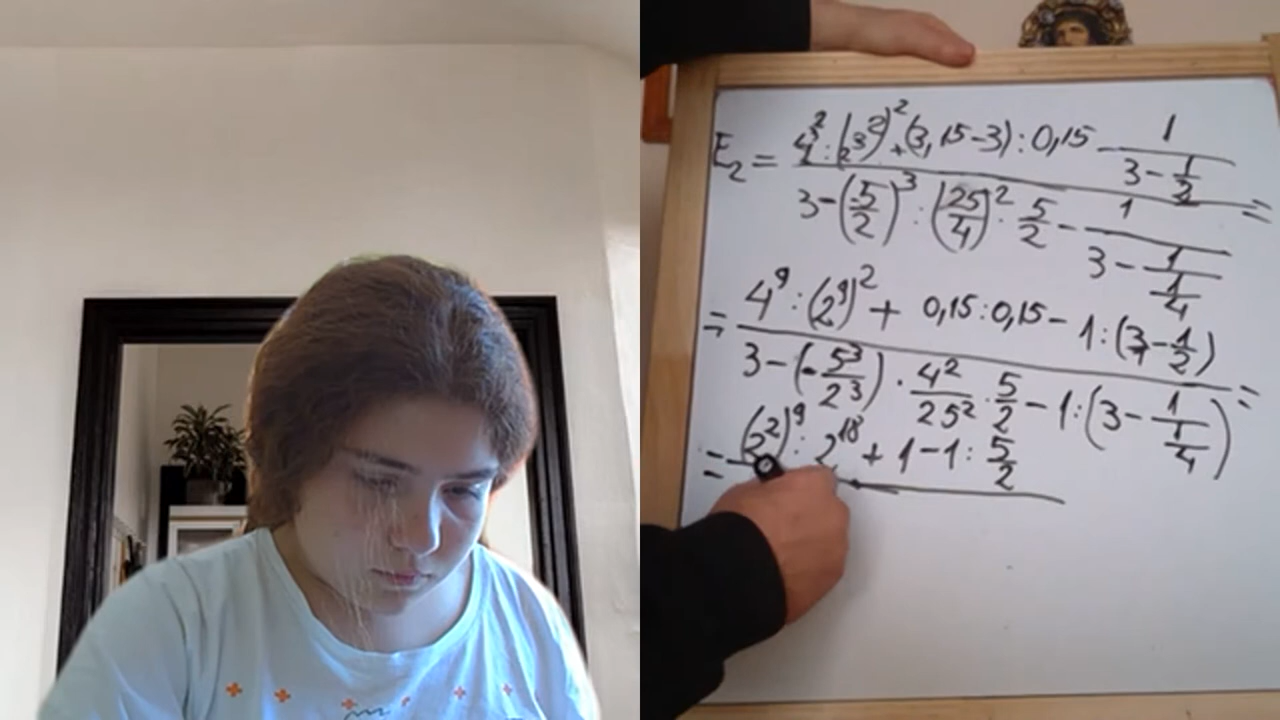 E₂ = (4^(3^2) : (2^(3^2))^2 + (3,15-3) : 0,15 - 1/(3 - 1/2)) / (3 - (-5/2)^3 : (25/4)^2 · 5/2 - 1/(3 - 1/(1/4))) =
= (4^9 : (2^9)^2 + 0,15 : 0,15 - 1 : (3 - 1/2)) / (3 - (-5^3/2^3) · 4^2/25^2 · 5/2 - 1 : (3 - 1/(1/4))) =
= (2^2)^9 : 2^18 + 1 - 1 : 5/2